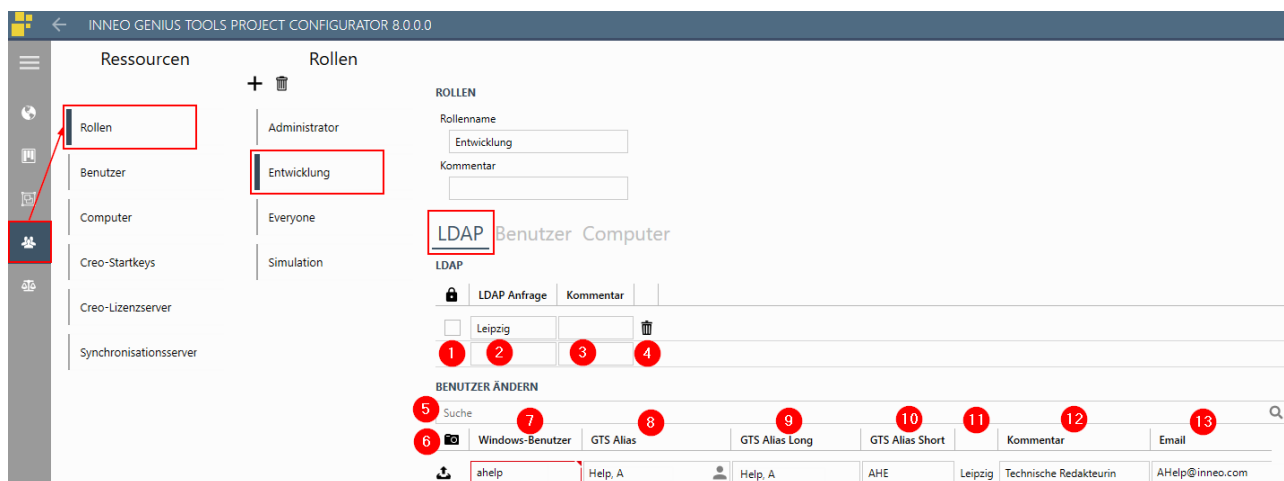 INNEO GENIUS TOOLS PROJECT CONFIGURATOR 8.0.0.0
Ressourcen
Rollen
Benutzer
Computer
Creo-Startkeys
Creo-Lizenzserver
Synchronisationsserver
Rollen
Administrator
Entwicklung
Everyone
Simulation
ROLLEN
Rollenname
Entwicklung
Kommentar
LDAP Benutzer Computer
LDAP
LDAP Anfrage Kommentar
Leipzig
1 2 3 4
BENUTZER ÄNDERN
5 Suche
7 8 9 10 11 12 13
6 Windows-Benutzer GTS Alias GTS Alias Long GTS Alias Short Kommentar Email
ahelp Help, A Help, A AHE Leipzig Technische Redakteurin AHelp@inneo.com